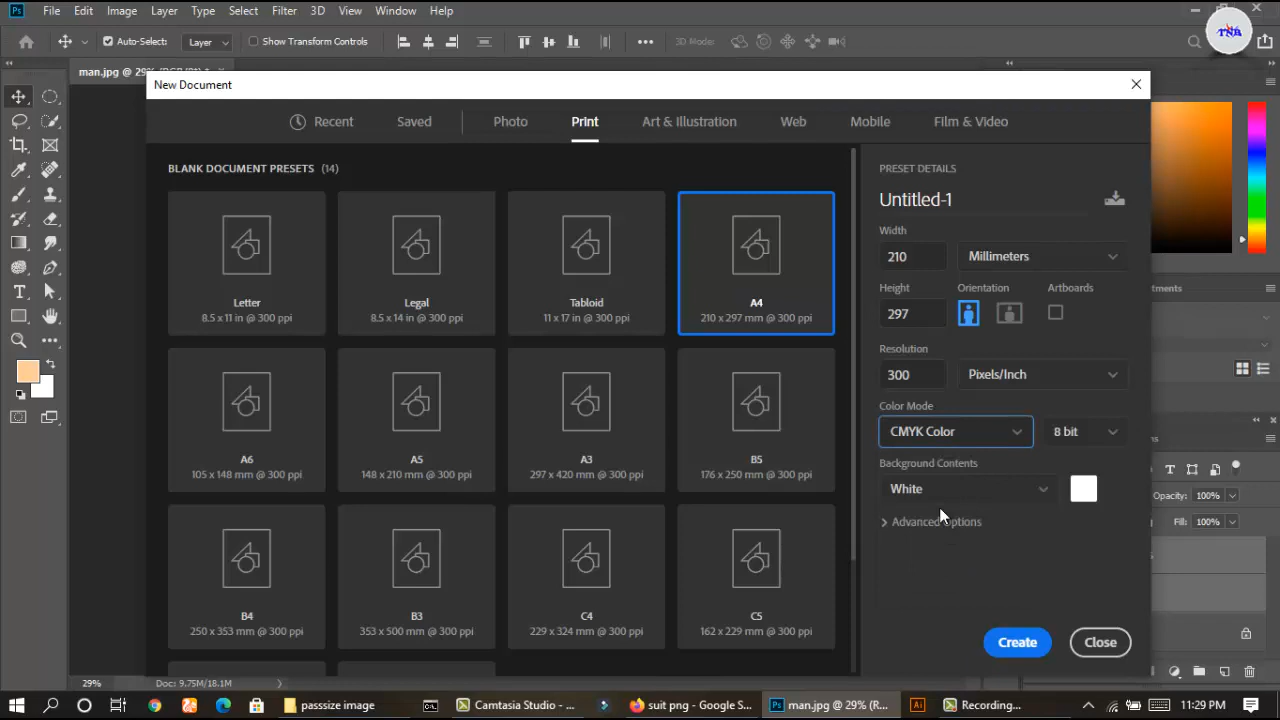 Ps File Edit Image Layer Type Select Filter 3D View Window Help
Auto-Select: Layer Show Transform Controls 3D Mode:
TNA
man.jpg @ 29%
New Document
Recent Saved Photo Print Art & Illustration Web Mobile Film & Video
BLANK DOCUMENT PRESETS (14)
Letter
8.5 x 11 in @ 300 ppi
Legal
8.5 x 14 in @ 300 ppi
Tabloid
11 x 17 in @ 300 ppi
A4
210 x 297 mm @ 300 ppi
A6
105 x 148 mm @ 300 ppi
A5
148 x 210 mm @ 300 ppi
A3
297 x 420 mm @ 300 ppi
B5
176 x 250 mm @ 300 ppi
B4
250 x 353 mm @ 300 ppi
B3
353 x 500 mm @ 300 ppi
C4
229 x 324 mm @ 300 ppi
C5
162 x 229 mm @ 300 ppi
PRESET DETAILS
Untitled-1
Width
210 Millimeters
Height Orientation Artboards
297
Resolution
300 Pixels/Inch
Color Mode
CMYK Color 8 bit
Background Contents
White
Advanced Options
Create Close
Opacity: 100%
Fill: 100%
29% Doc: 9.75M/18.1M
passsize image
Camtasia Studio - ...
suit png - Google S...
Ps man.jpg @ 29% (R...
Ai
Recording...
11:29 PM